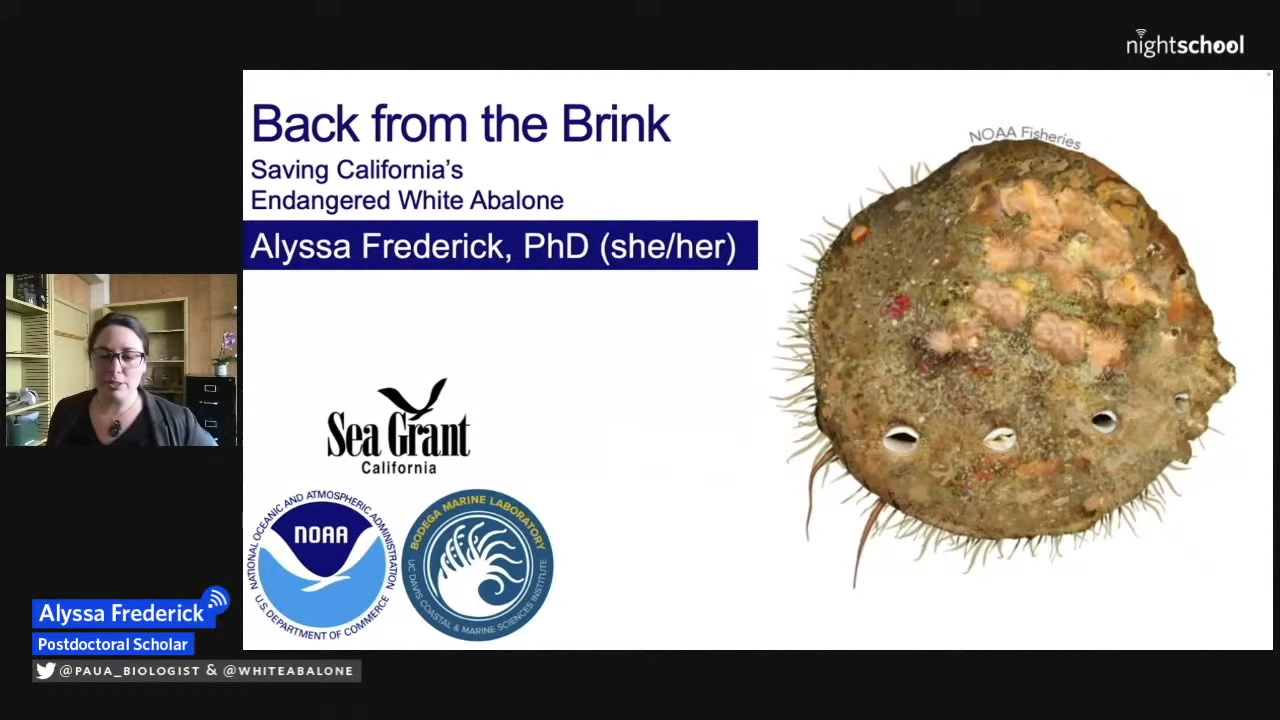 nightschool
Back from the Brink
Saving California's
Endangered White Abalone
Alyssa Frederick, PhD (she/her)
NOAA Fisheries
Sea Grant
California
NATIONAL OCEANIC AND ATMOSPHERIC ADMINISTRATION
NOAA
U.S. DEPARTMENT OF COMMERCE
BODEGA MARINE LABORATORY
UC DAVIS COASTAL & MARINE SCIENCES INSTITUTE
Alyssa Frederick
Postdoctoral Scholar
@PAUA_BIOLOGIST & @WHITEABALONE